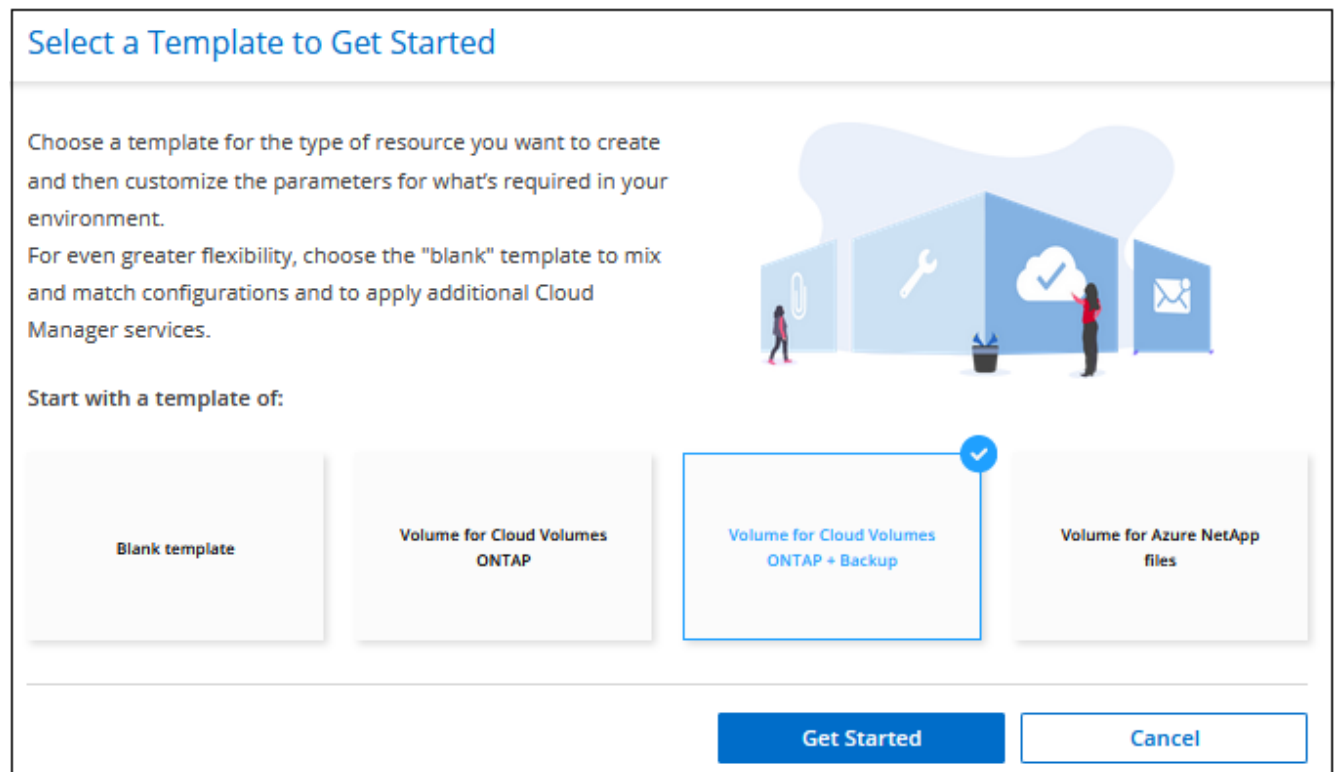 Select a Template to Get Started
Choose a template for the type of resource you want to create
and then customize the parameters for what's required in your
environment.
For even greater flexibility, choose the "blank" template to mix
and match configurations and to apply additional Cloud
Manager services.
Start with a template of:
Blank template
Volume for Cloud Volumes
ONTAP
Volume for Cloud Volumes
ONTAP + Backup
Volume for Azure NetApp
files
Get Started
Cancel